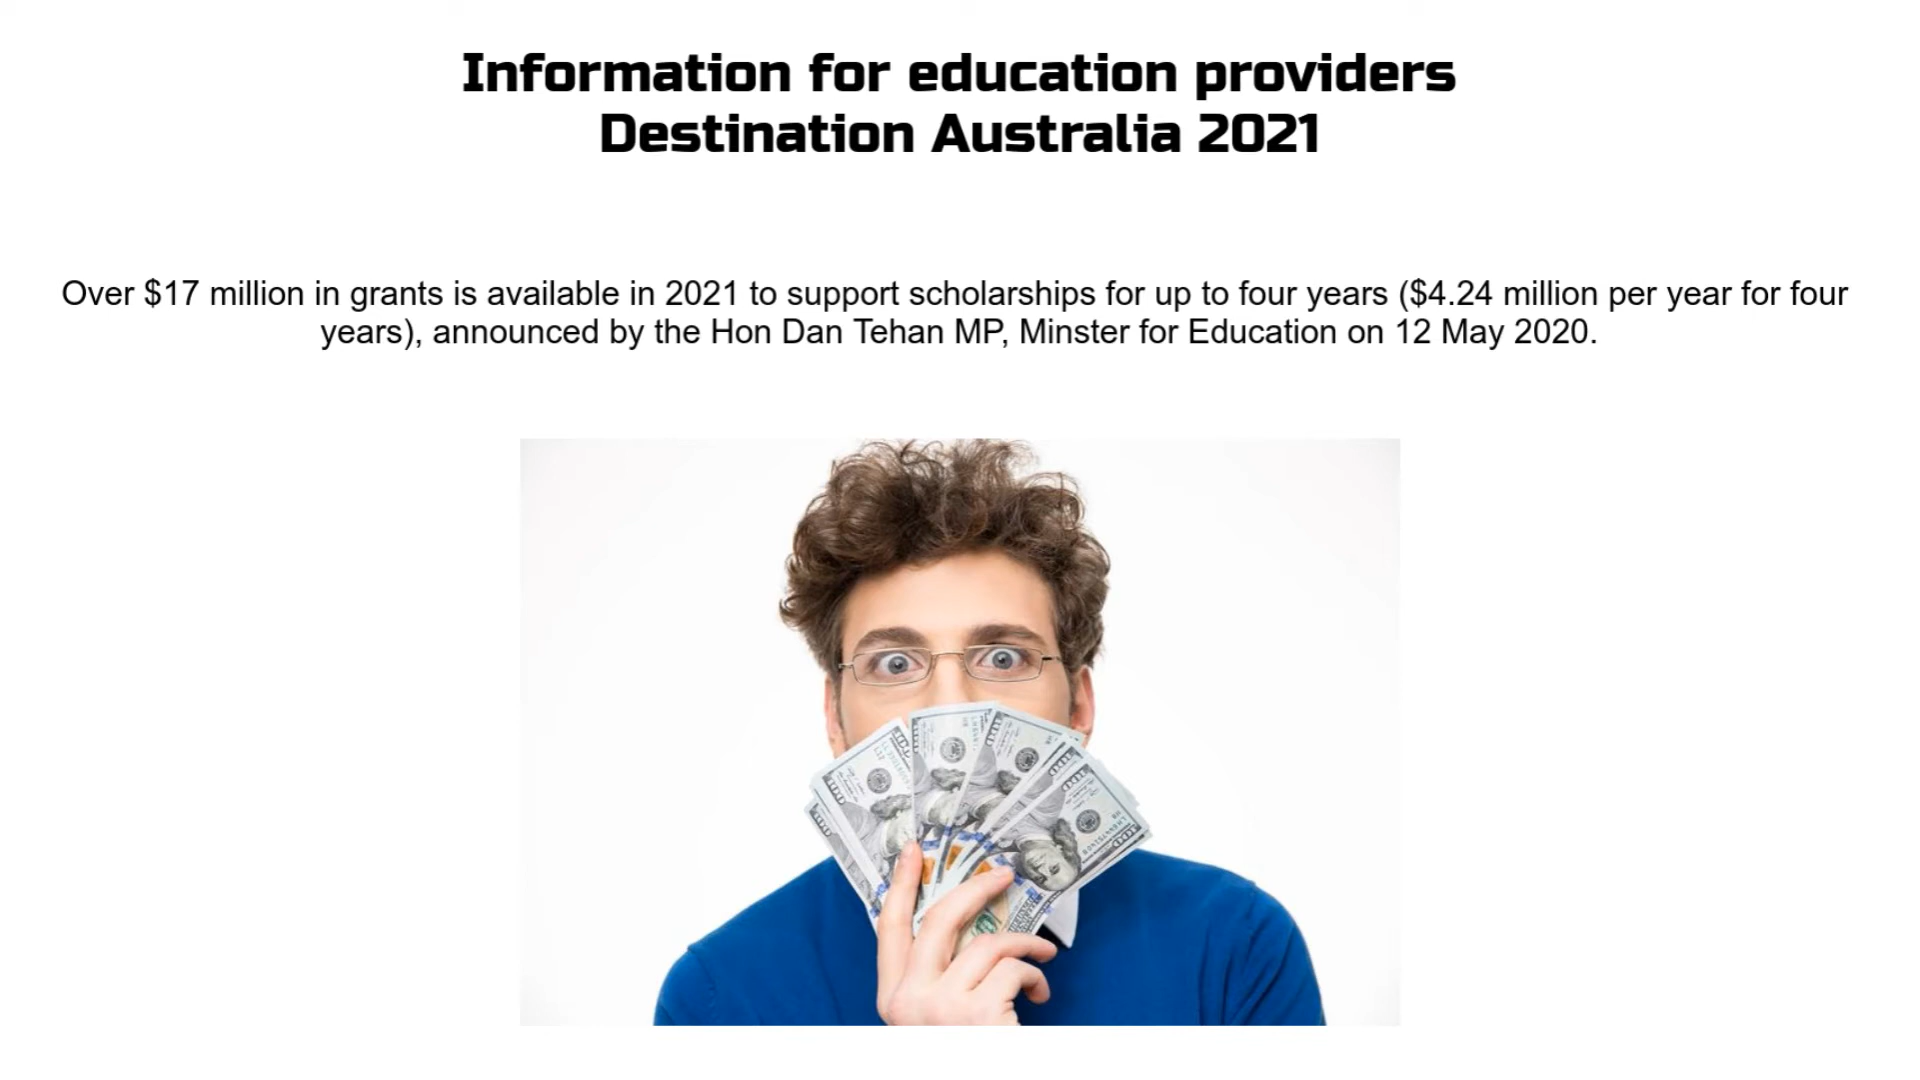 Information for education providers
Destination Australia 2021
Over $17 million in grants is available in 2021 to support scholarships for up to four years ($4.24 million per year for four
years), announced by the Hon Dan Tehan MP, Minster for Education on 12 May 2020.